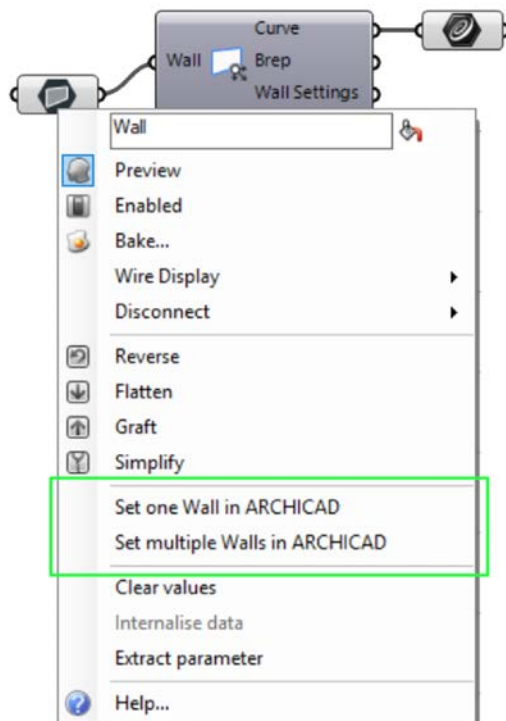 Curve
Wall Brep
Wall Settings
Wall
Preview
Enabled
Bake...
Wire Display
Disconnect
Reverse
Flatten
Graft
Simplify
Set one Wall in ARCHICAD
Set multiple Walls in ARCHICAD
Clear values
Internalise data
Extract parameter
Help...